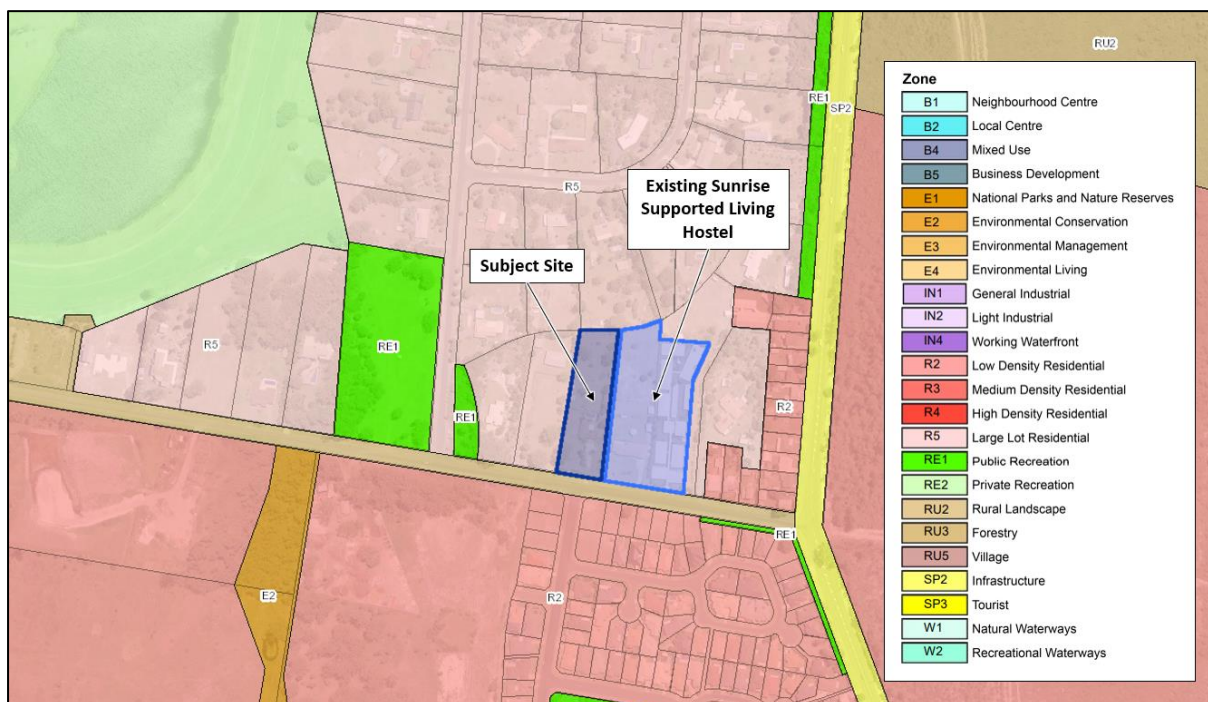 RU2
RE1
SP2
R5
Existing Sunrise
Supported Living
Hostel
Subject Site
R5
RE1
RE1
R2
RE1
E2
R2
Zone
B1 Neighbourhood Centre
B2 Local Centre
B4 Mixed Use
B5 Business Development
E1 National Parks and Nature Reserves
E2 Environmental Conservation
E3 Environmental Management
E4 Environmental Living
IN1 General Industrial
IN2 Light Industrial
IN4 Working Waterfront
R2 Low Density Residential
R3 Medium Density Residential
R4 High Density Residential
R5 Large Lot Residential
RE1 Public Recreation
RE2 Private Recreation
RU2 Rural Landscape
RU3 Forestry
RU5 Village
SP2 Infrastructure
SP3 Tourist
W1 Natural Waterways
W2 Recreational Waterways